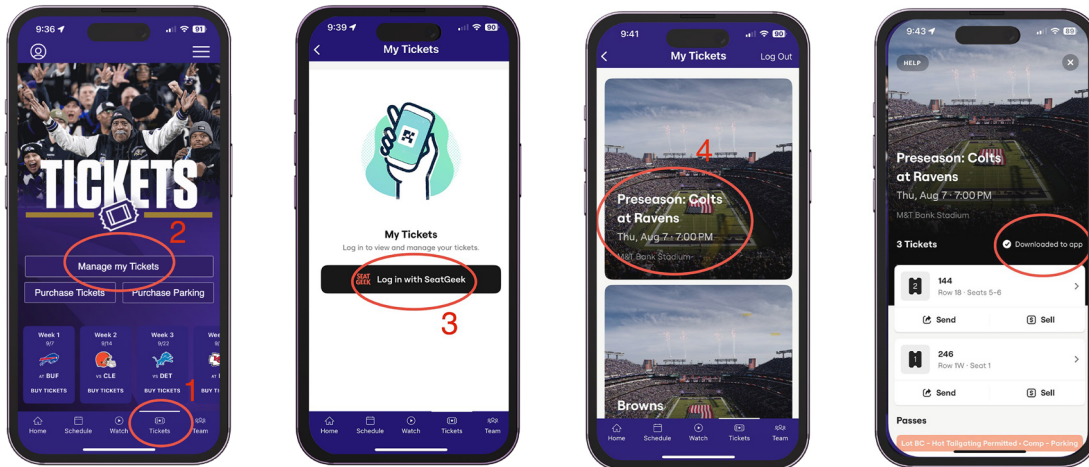 9:36
91
TICKETS
2
Manage my Tickets
Purchase Tickets
Purchase Parking
Week 1
9/7
AT BUF
BUY TICKETS
Week 2
9/14
VS CLE
BUY TICKETS
Week 3
9/22
VS DET
BUY TICKETS
1
Home
Schedule
Watch
Tickets
Team
9:39
90
My Tickets
My Tickets
Log in to view and manage your tickets.
SEAT
GEEK
Log in with SeatGeek
3
Home
Schedule
Watch
Tickets
Team
9:41
90
My Tickets
Log Out
4
Preseason: Colts
at Ravens
Thu, Aug 7 · 7:00 PM
M&T Bank Stadium
Browns
Home
Schedule
Watch
Tickets
Team
9:43
89
HELP
Preseason: Colts
at Ravens
Thu, Aug 7 · 7:00 PM
M&T Bank Stadium
3 Tickets
Downloaded to app
2
144
Row 18 · Seats 5-6
Send
Sell
1
246
Row 1W · Seat 1
Send
Sell
Passes
Lot BC - Hot Tailgating Permitted - Comp - Parking